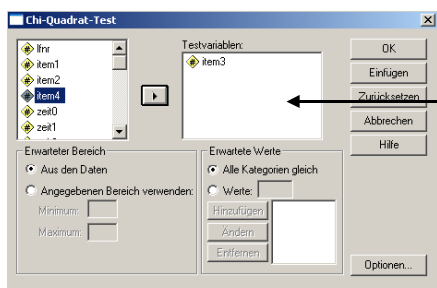 Chi-Quadrat-Test
lfnr
item1
item2
item4
zeit0
zeit1
Testvariablen:
item3
OK
Einfügen
Zurücksetzen
Abbrechen
Hilfe
Erwarteter Bereich
Aus den Daten
Angegebenen Bereich verwenden:
Minimum:
Maximum:
Erwartete Werte
Alle Kategorien gleich
Werte:
Hinzufügen
Ändern
Entfernen
Optionen...